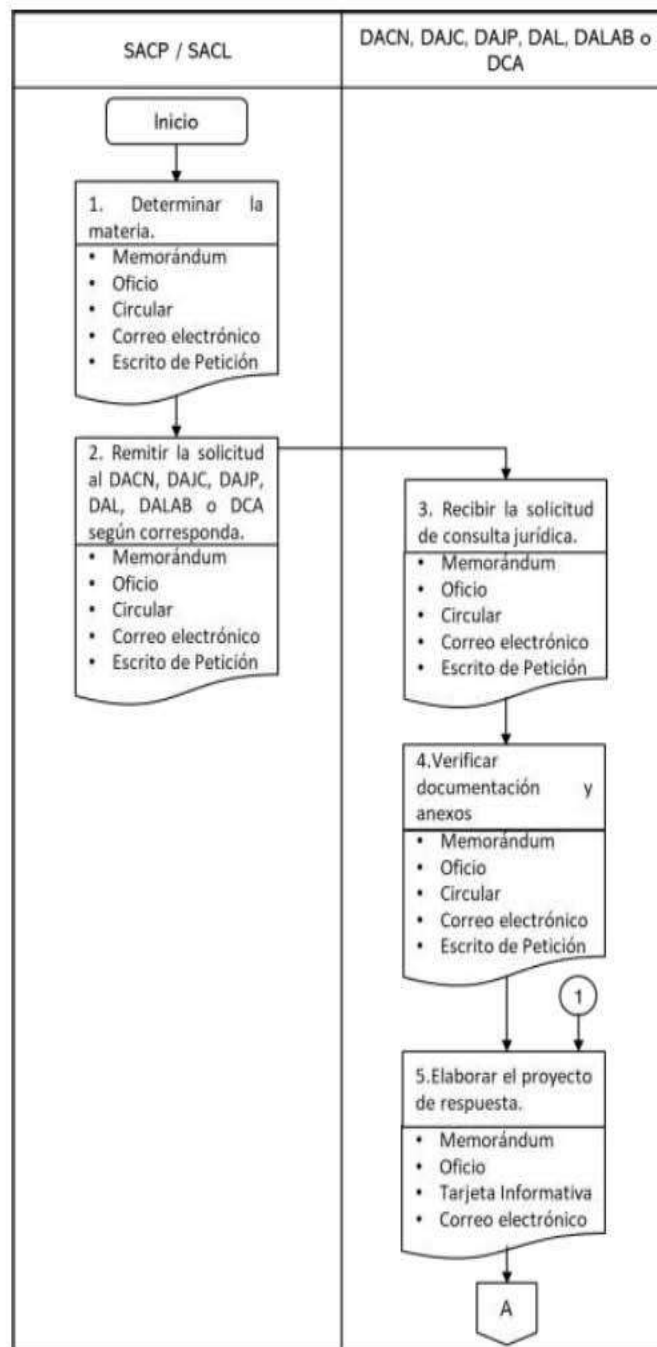 SACP / SACL
DACN, DAJC, DAJP, DAL, DALAB o
DCA
Inicio
1. Determinar la
materia.
• Memorándum
• Oficio
• Circular
• Correo electrónico
• Escrito de Petición
2. Remitir la solicitud
al DACN, DAJC, DAJP,
DAL, DALAB o DCA
según corresponda.
• Memorándum
• Oficio
• Circular
• Correo electrónico
• Escrito de Petición
3. Recibir la solicitud
de consulta jurídica.
• Memorándum
• Oficio
• Circular
• Correo electrónico
• Escrito de Petición
4.Verificar
documentación y
anexos
• Memorándum
• Oficio
• Circular
• Correo electrónico
• Escrito de Petición
1
5.Elaborar el proyecto
de respuesta.
• Memorándum
• Oficio
• Tarjeta Informativa
• Correo electrónico
A